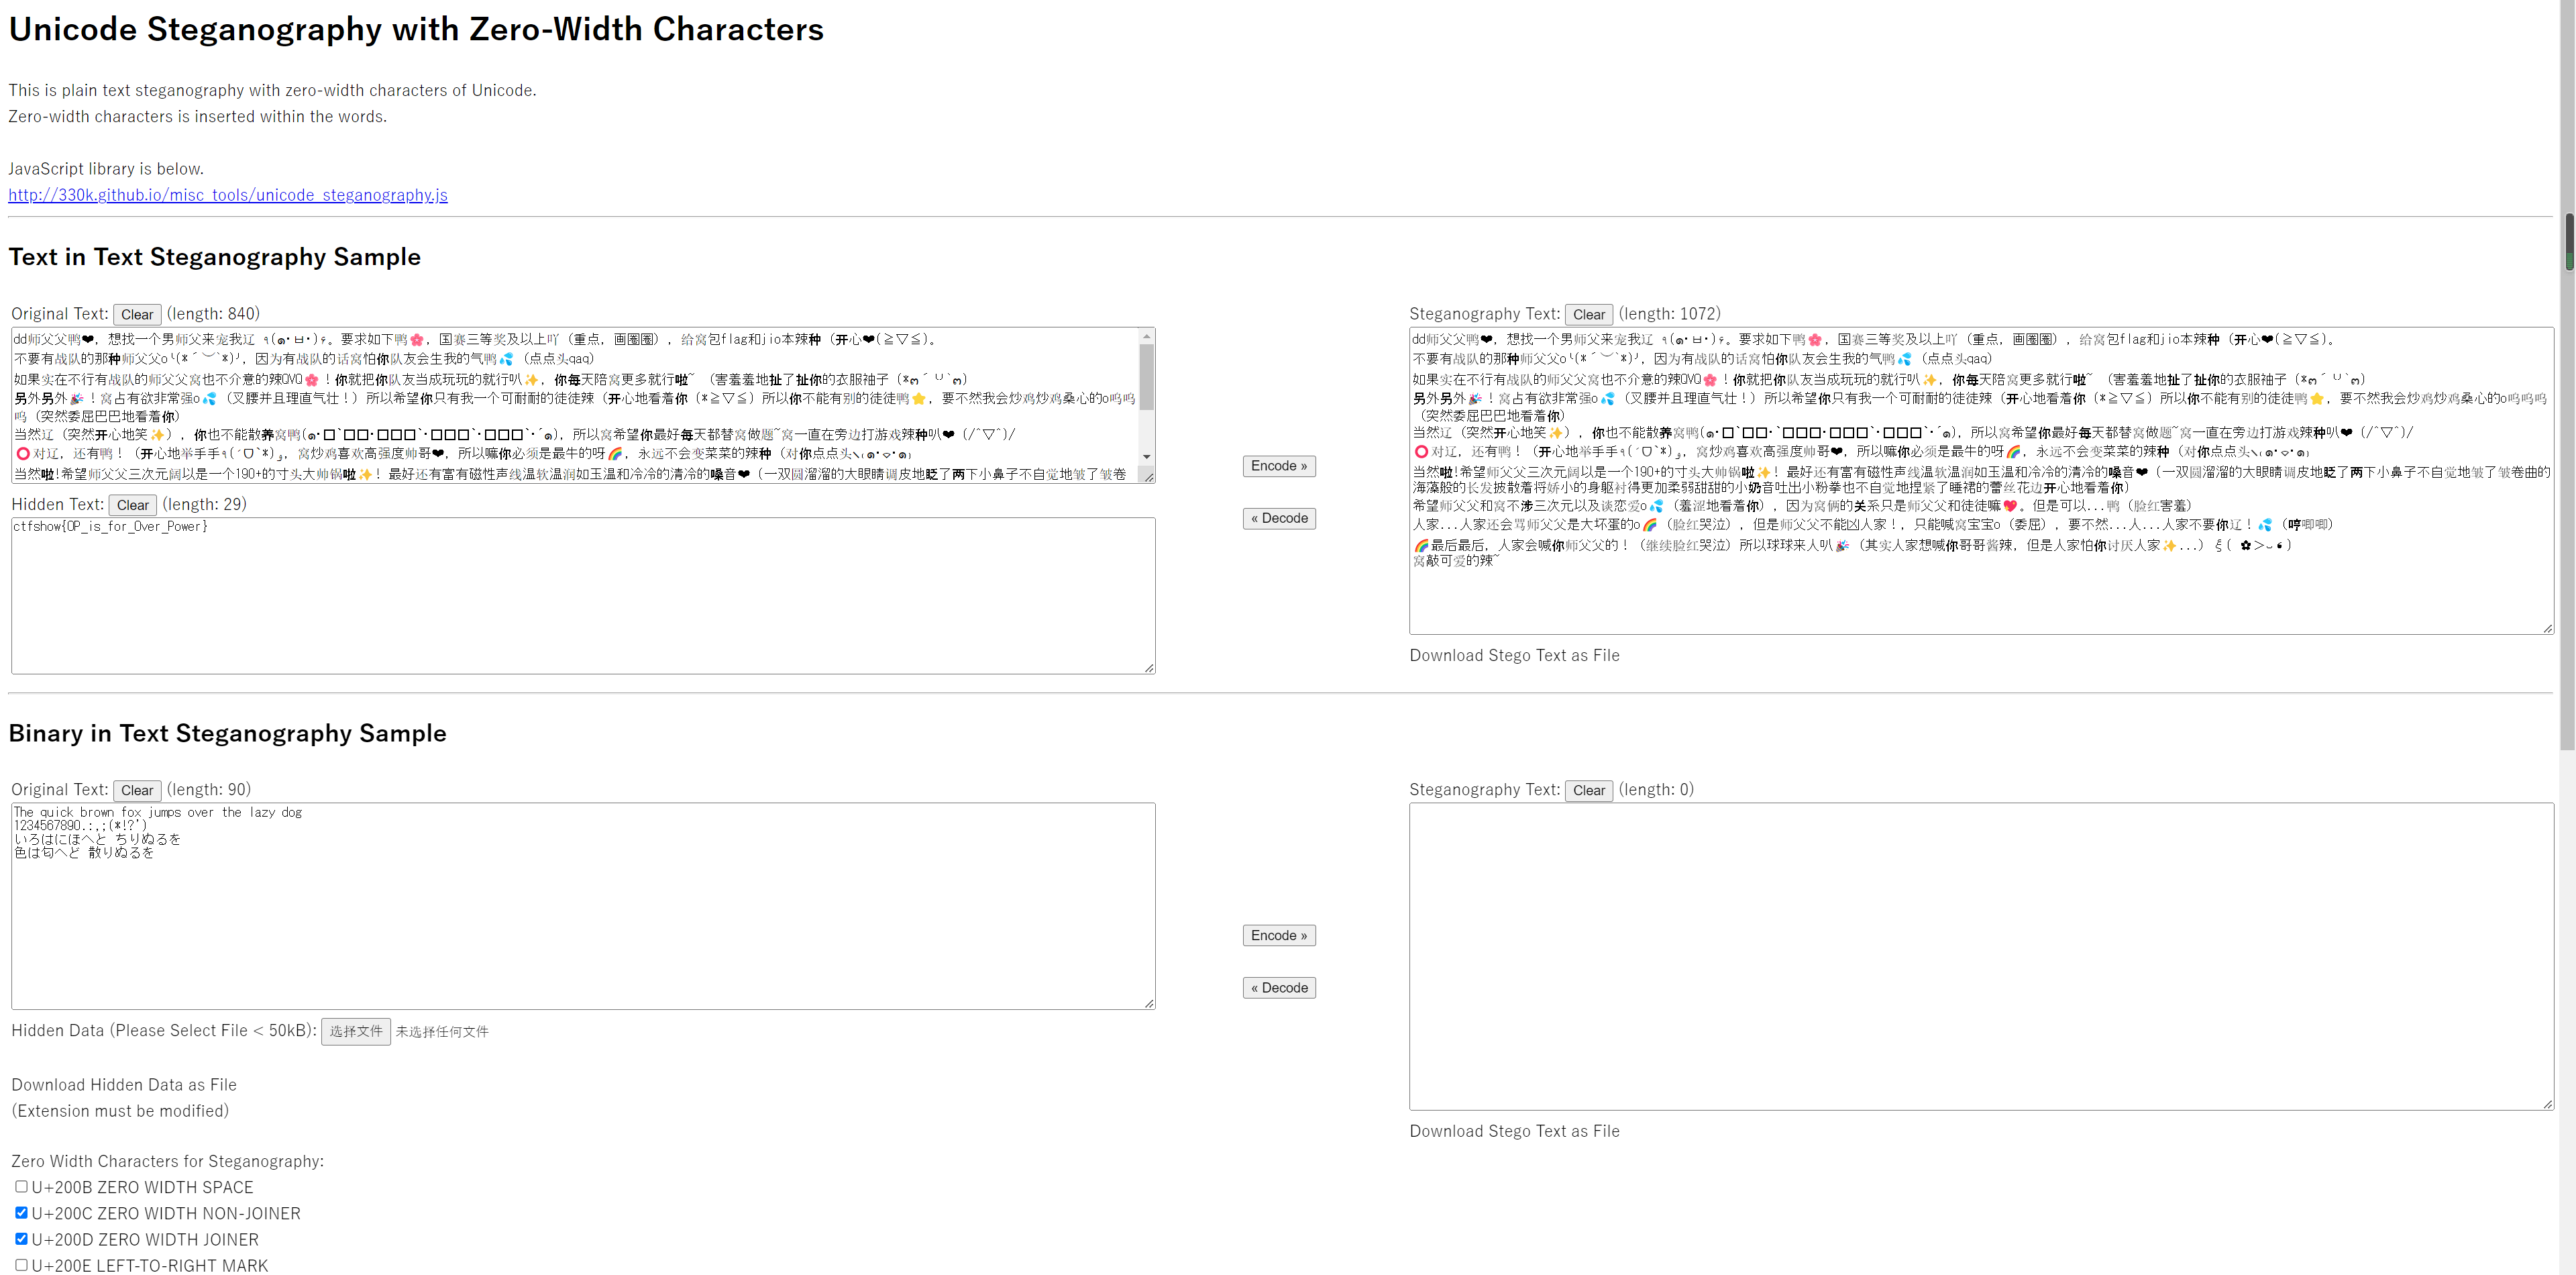 Unicode Steganography with Zero-Width Characters
This is plain text steganography with zero-width characters of Unicode.
Zero-width characters is inserted within the words.
JavaScript library is below.
http://330k.github.io/misc_tools/unicode_steganography.js
Text in Text Steganography Sample
Original Text: Clear (length: 840)
dd师父父鸭❤, 想找一个男师父来宠我辽 ٩(๑•ㅂ•)۶。要求如下鸭🌸, 国赛三等奖及以上吖 (重点, 画圈圈), 给窝包flag和jio本辣种 (开心❤(≧▽≦)。
不要有战队的那种师父父o╰(*´︶`*)╯, 因为有战队的话窝怕你队友会生我的气鸭💦 (点点头qaq)
如果实在不行有战队的师父父窝也不介意的辣QVQ🌸！你就把你队友当成玩玩的就行叭✨, 你每天陪窝更多就行啦~ (害羞羞地扯了扯你的衣服袖子 (*ෆ´ ᵕ `ෆ)
另外另外🎉！窝占有欲非常强o💦 (叉腰并且理直气壮！) 所以希望你只有我一个可耐耐的徒徒辣 (开心地看着你 (*≧▽≦) 所以你不能有别的徒徒鸭⭐, 要不然我会炒鸡炒鸡桑心的o呜呜
呜 (突然委屈巴巴地看着你)
当然辽 (突然开心地笑✨) , 你也不能散养窝鸭(๑•□`□□•`□□□•□□□`•□□□`•´๑), 所以窝希望你最好每天都替窝做题~窝一直在旁边打游戏辣种叭❤ (/^▽^)/
⭕对辽, 还有鸭！ (开心地举手手٩(ˊᗜˋ*)و, 窝炒鸡喜欢高强度帅哥❤, 所以嘛你必须是最牛的呀🌈, 永远不会变菜菜的辣种 (对你点点头ヽ(๑•⌄•๑)
当然啦!希望师父父三次元阔以是一个190+的寸头大帅锅啦✨！ 最好还有富有磁性声线温软温润如玉温和冷冷的清冷的嗓音❤ (一双圆溜溜的大眼睛调皮地眨了两下小鼻子不自觉地皱了皱卷
Hidden Text: Clear (length: 29)
ctfshow{OP_is_for_Over_Power}
Encode »
« Decode
Steganography Text: Clear (length: 1072)
dd师父父鸭❤, 想找一个男师父来宠我辽 ٩(๑•ㅂ•)۶。要求如下鸭🌸, 国赛三等奖及以上吖 (重点, 画圈圈), 给窝包flag和jio本辣种 (开心❤(≧▽≦)。
不要有战队的那种师父父o╰(*´︶`*)╯, 因为有战队的话窝怕你队友会生我的气鸭💦 (点点头qaq)
如果实在不行有战队的师父父窝也不介意的辣QVQ🌸！你就把你队友当成玩玩的就行叭✨, 你每天陪窝更多就行啦~ (害羞羞地扯了扯你的衣服袖子 (*ෆ´ ᵕ `ෆ)
另外另外🎉！窝占有欲非常强o💦 (叉腰并且理直气壮！) 所以希望你只有我一个可耐耐的徒徒辣 (开心地看着你 (*≧▽≦) 所以你不能有别的徒徒鸭⭐, 要不然我会炒鸡炒鸡桑心的o呜呜呜
(突然委屈巴巴地看着你)
当然辽 (突然开心地笑✨) , 你也不能散养窝鸭(๑•□`□□•`□□□•□□□`•□□□`•´๑), 所以窝希望你最好每天都替窝做题~窝一直在旁边打游戏辣种叭❤ (/^▽^)/
⭕对辽, 还有鸭！ (开心地举手手٩(ˊᗜˋ*)و, 窝炒鸡喜欢高强度帅哥❤, 所以嘛你必须是最牛的呀🌈, 永远不会变菜菜的辣种 (对你点点头ヽ(๑•⌄•๑)
当然啦!希望师父父三次元阔以是一个190+的寸头大帅锅啦✨！ 最好还有富有磁性声线温软温润如玉温和冷冷的清冷的嗓音❤ (一双圆溜溜的大眼睛调皮地眨了两下小鼻子不自觉地皱了皱卷曲的
海藻般的长发披散着将娇小的身躯衬得更加柔弱甜甜的小奶音吐出小粉拳也不自觉地捏紧了睡裙的蕾丝花边开心地看着你)
希望师父父和窝不涉三次元以及谈恋爱o💦 (羞涩地看着你) , 因为窝俩的关系只是师父父和徒徒嘛💖。但是可以...鸭 (脸红害羞)
人家...人家还会骂师父父是大坏蛋的o🌈 (脸红哭泣) , 但是师父父不能凶人家！, 只能喊窝宝宝o (委屈) , 要不然...人...人家不要你辽！💦 (哼唧唧)
🌈最后最后, 人家会喊你师父父的！ (继续脸红哭泣) 所以球球来人叭🎉 (其实人家想喊你哥哥酱辣, 但是人家怕你讨厌人家✨...) ξ( ✿＞◡❛)
窝敲可爱的辣~
Download Stego Text as File
Binary in Text Steganography Sample
Original Text: Clear (length: 90)
The quick brown fox jumps over the lazy dog
1234567890.:,;(*!?')
いろはにほへと ちりぬるを
色は匂へど 散りぬるを
Encode »
« Decode
Steganography Text: Clear (length: 0)
Download Stego Text as File
Hidden Data (Please Select File < 50kB): 选择文件 未选择任何文件
Download Hidden Data as File
(Extension must be modified)
Zero Width Characters for Steganography:
U+200B ZERO WIDTH SPACE
U+200C ZERO WIDTH NON-JOINER
U+200D ZERO WIDTH JOINER
U+200E LEFT-TO-RIGHT MARK